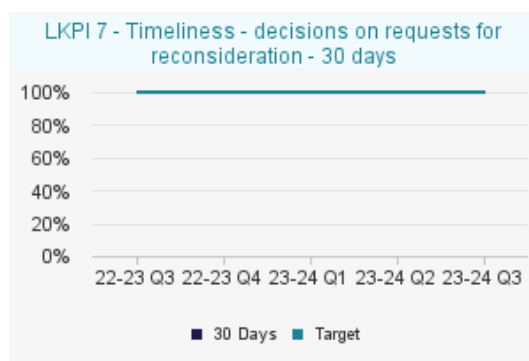 LKPI 7 - Timeliness - decisions on requests for
reconsideration - 30 days
100%
80%
60%
40%
20%
0%
22-23 Q3 22-23 Q4 23-24 Q1 23-24 Q2 23-24 Q3
30 Days Target